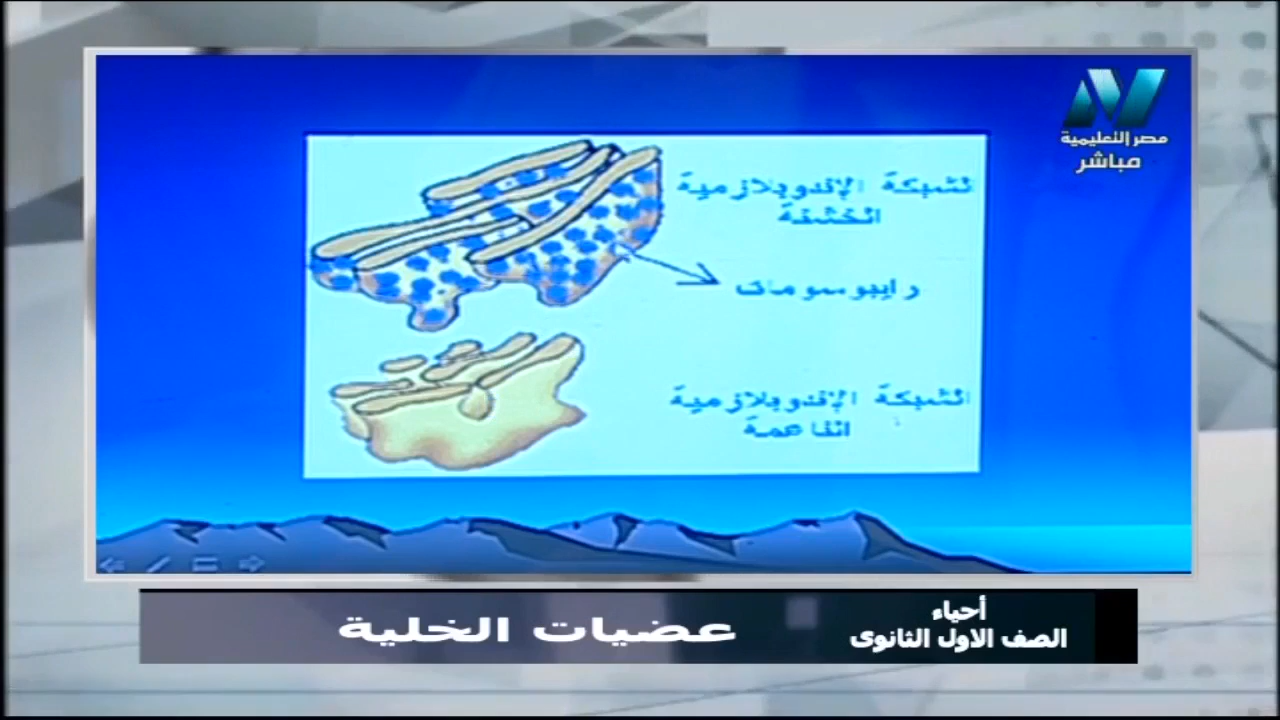 مصر التعليمية
مباشر
الشبكة الإندوبلازمية
الخشنة
رايبوسومات
الشبكة الإندوبلازمية
الناعمة
أحياء
الصف الاول الثانوى
عضيات الخلية